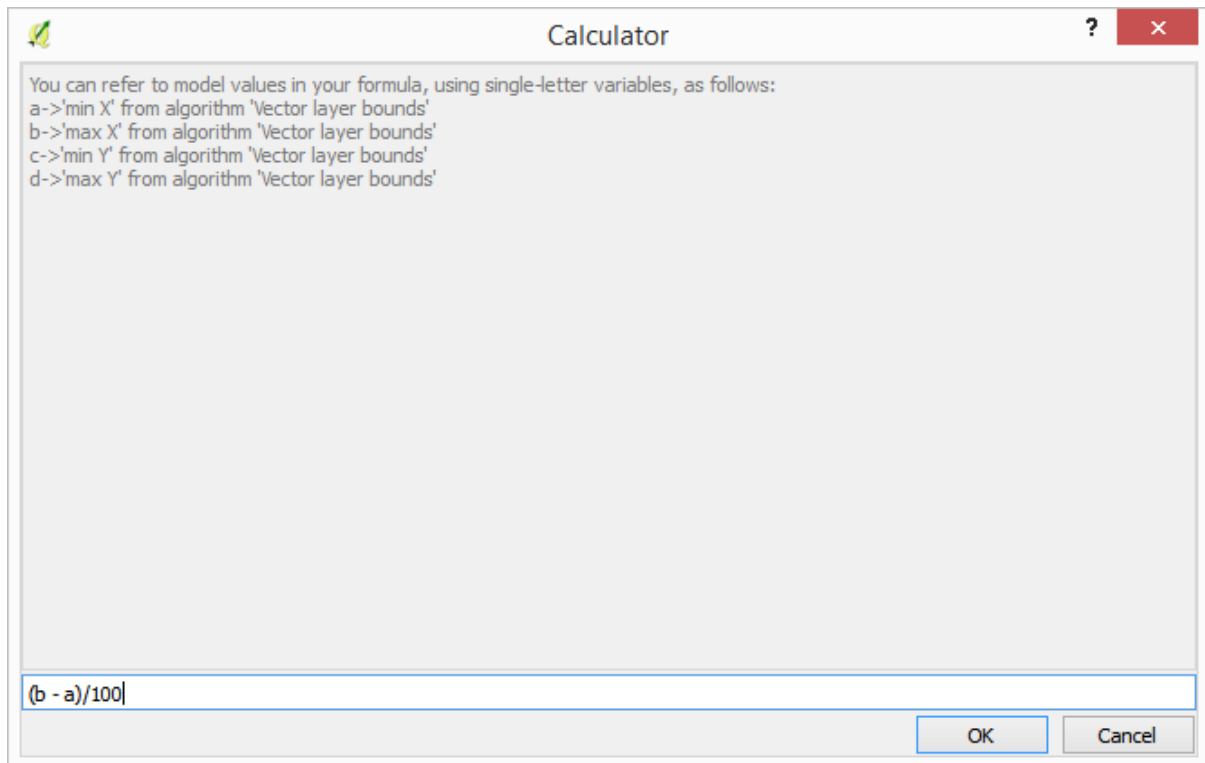 Calculator
?
×
You can refer to model values in your formula, using single-letter variables, as follows:
a->'min X' from algorithm 'Vector layer bounds'
b->'max X' from algorithm 'Vector layer bounds'
c->'min Y' from algorithm 'Vector layer bounds'
d->'max Y' from algorithm 'Vector layer bounds'
(b - a)/100
OK
Cancel